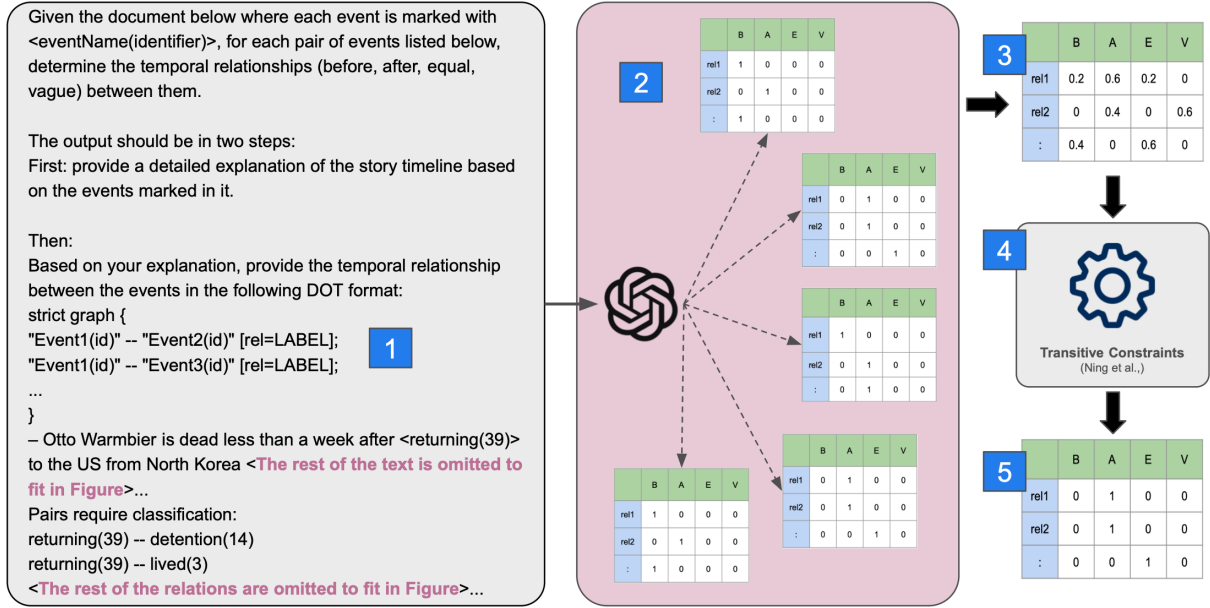 Given the document below where each event is marked with
<eventName(identifier)>, for each pair of events listed below,
determine the temporal relationships (before, after, equal,
vague) between them.
The output should be in two steps:
First: provide a detailed explanation of the story timeline based
on the events marked in it.
Then:
Based on your explanation, provide the temporal relationship
between the events in the following DOT format:
strict graph {
"Event1(id)" -- "Event2(id)" [rel=LABEL];
"Event1(id)" -- "Event3(id)" [rel=LABEL];
...
}
– Otto Warmbier is dead less than a week after <returning(39)>
to the US from North Korea <The rest of the text is omitted to
fit in Figure>...
Pairs require classification:
returning(39) -- detention(14)
returning(39) -- lived(3)
<The rest of the relations are omitted to fit in Figure>...
1
2
B A E V
rel1 1 0 0 0
rel2 0 1 0 0
: 1 0 0 0
B A E V
rel1 0 1 0 0
rel2 0 1 0 0
: 0 0 1 0
B A E V
rel1 1 0 0 0
rel2 0 1 0 0
: 0 1 0 0
B A E V
rel1 0 1 0 0
rel2 0 1 0 0
: 0 0 1 0
B A E V
rel1 1 0 0 0
rel2 0 1 0 0
: 1 0 0 0
3
B A E V
rel1 0.2 0.6 0.2 0
rel2 0 0.4 0 0.6
: 0.4 0 0.6 0
4
Transitive Constraints
(Ning et al.,)
5
B A E V
rel1 0 1 0 0
rel2 0 1 0 0
: 0 0 1 0